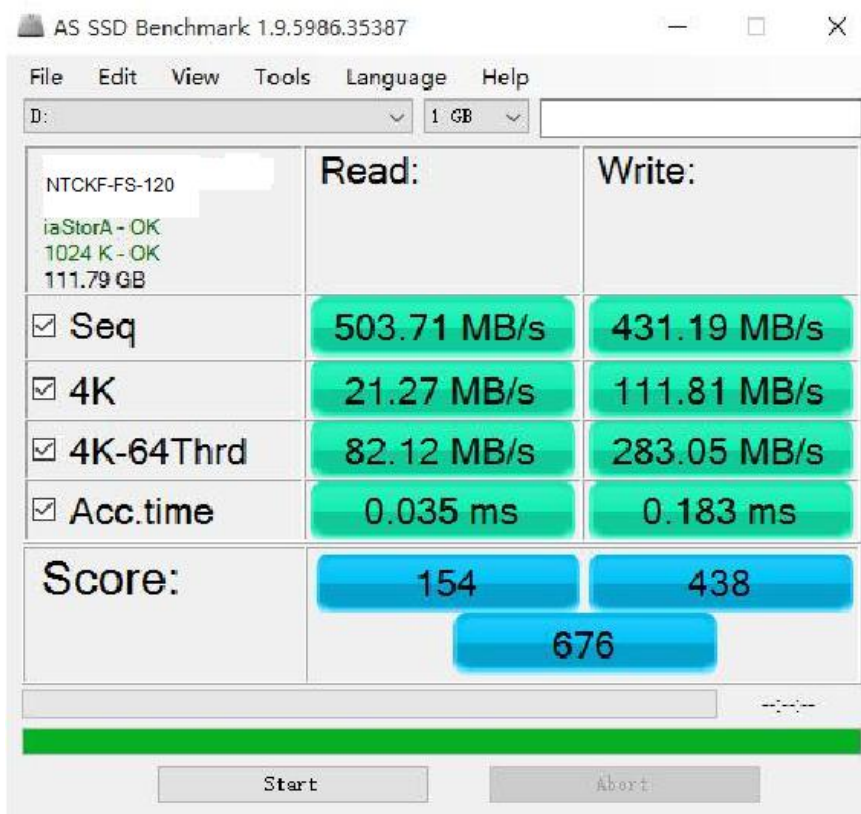 AS SSD Benchmark 1.9.5986.35387
File Edit View Tools Language Help
D: 1 GB
NTCKF-FS-120
iaStorA - OK
1024 K - OK
111.79 GB
Read: Write:
Seq 503.71 MB/s 431.19 MB/s
4K 21.27 MB/s 111.81 MB/s
4K-64Thrd 82.12 MB/s 283.05 MB/s
Acc.time 0.035 ms 0.183 ms
Score: 154 438
676
--:--:--
Start Abort